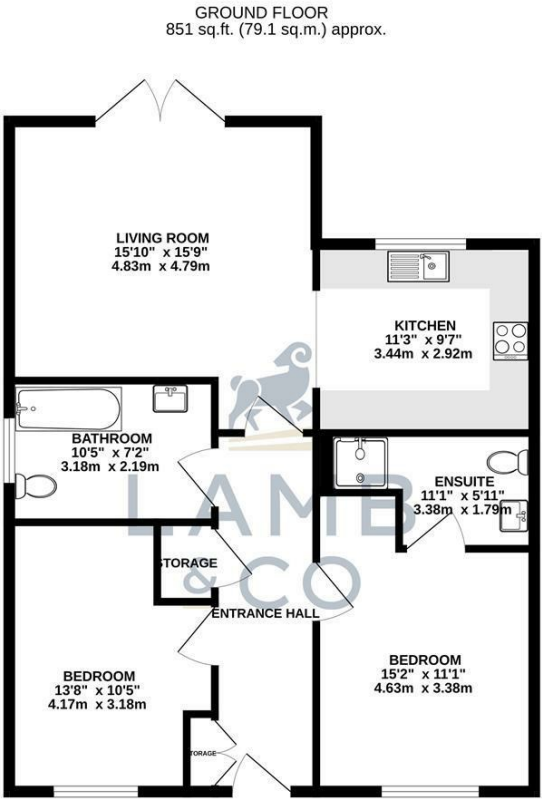 GROUND FLOOR
851 sq.ft. (79.1 sq.m.) approx.
LIVING ROOM
15'10" x 15'9"
4.83m x 4.79m
KITCHEN
11'3" x 9'7"
3.44m x 2.92m
BATHROOM
10'5" x 7'2"
3.18m x 2.19m
ENSUITE
11'1" x 5'11"
3.38m x 1.79m
LAMB
& CO
STORAGE
ENTRANCE HALL
BEDROOM
13'8" x 10'5"
4.17m x 3.18m
BEDROOM
15'2" x 11'1"
4.63m x 3.38m
STORAGE